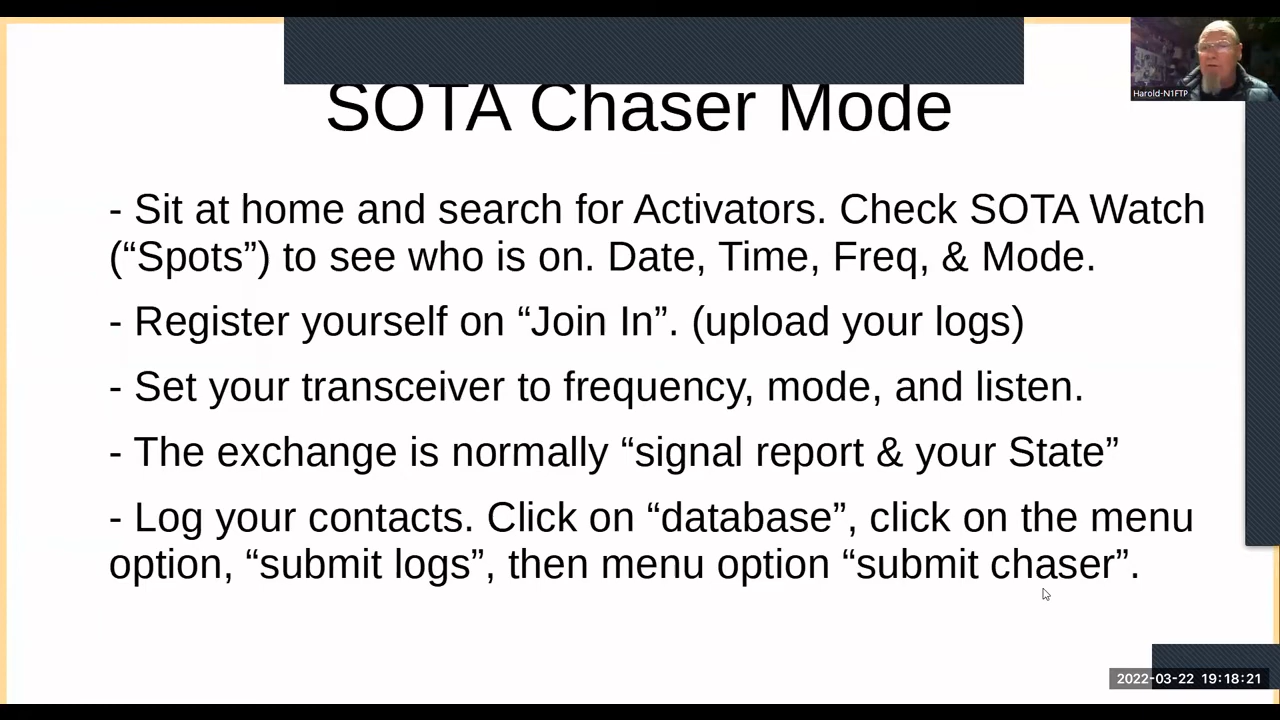 Harold-N1FTP
SOTA Chaser Mode
- Sit at home and search for Activators. Check SOTA Watch
(“Spots”) to see who is on. Date, Time, Freq, & Mode.
- Register yourself on “Join In”. (upload your logs)
- Set your transceiver to frequency, mode, and listen.
- The exchange is normally “signal report & your State”
- Log your contacts. Click on “database”, click on the menu
option, “submit logs”, then menu option “submit chaser”.
2022-03-22 19:18:21